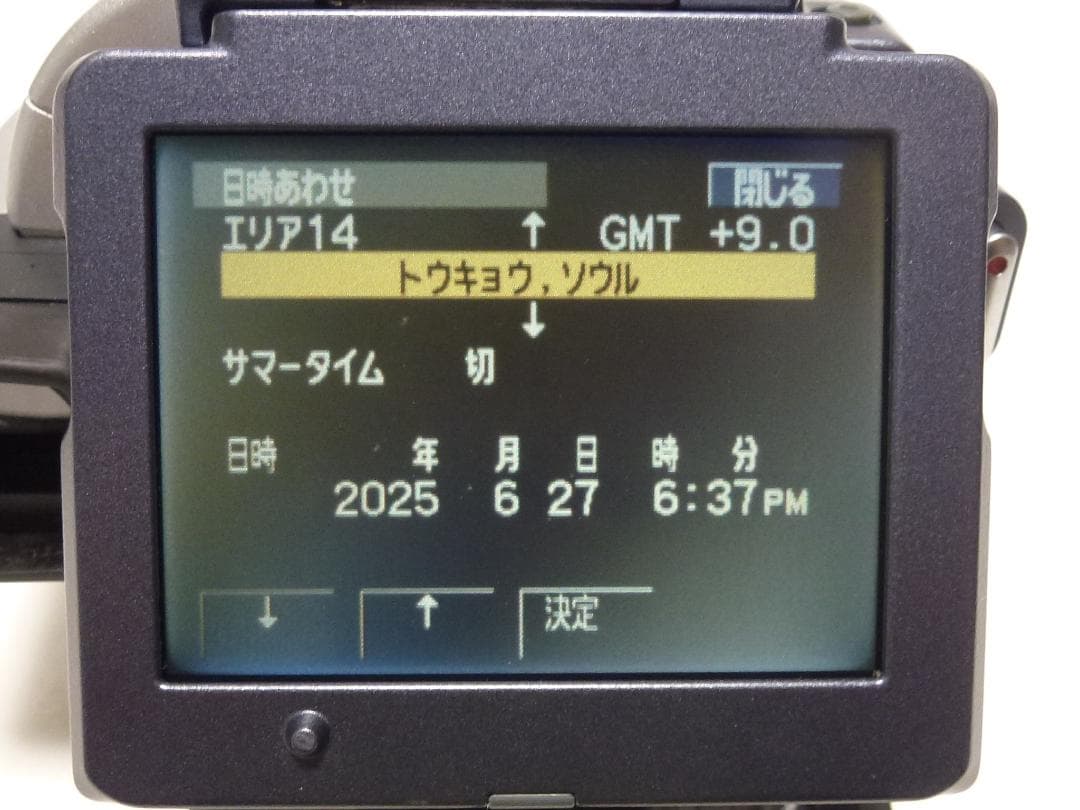 日時あわせ 閉じる
エリア14 ↑ GMT +9.0
トウキョウ,ソウル
↓
サマータイム 切
日時 年 月 日 時 分
2025 6 27 6:37PM
↓ ↑ 決定